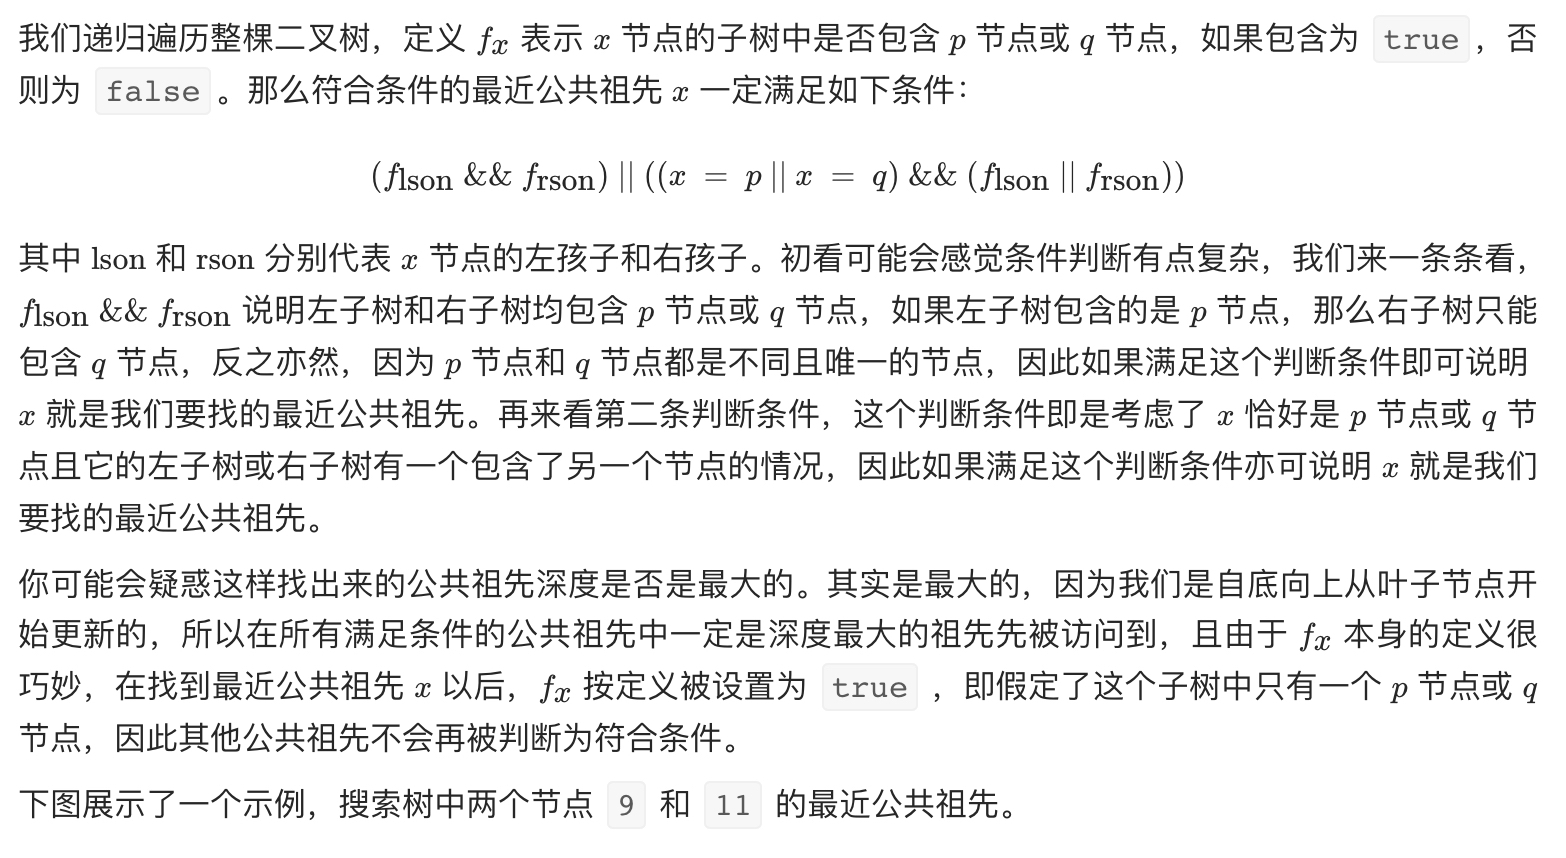 我们递归遍历整棵二叉树，定义 fx 表示 x 节点的子树中是否包含 p 节点或 q 节点，如果包含为 true ，否
则为 false 。那么符合条件的最近公共祖先 x 一定满足如下条件：
(flson && frson) || ((x = p || x = q) && (flson || frson))
其中 lson 和 rson 分别代表 x 节点的左孩子和右孩子。初看可能会感觉条件判断有点复杂，我们来一条条看，
flson && frson 说明左子树和右子树均包含 p 节点或 q 节点，如果左子树包含的是 p 节点，那么右子树只能
包含 q 节点，反之亦然，因为 p 节点和 q 节点都是不同且唯一的节点，因此如果满足这个判断条件即可说明
x 就是我们要找的最近公共祖先。再来看第二条判断条件，这个判断条件即是考虑了 x 恰好是 p 节点或 q 节
点且它的左子树或右子树有一个包含了另一个节点的情况，因此如果满足这个判断条件亦可说明 x 就是我们
要找的最近公共祖先。
你可能会疑惑这样找出来的公共祖先深度是否是最大的。其实是最大的，因为我们是自底向上从叶子节点开
始更新的，所以在所有满足条件的公共祖先中一定是深度最大的祖先先被访问到，且由于 fx 本身的定义很
巧妙，在找到最近公共祖先 x 以后，fx 按定义被设置为 true ，即假定了这个子树中只有一个 p 节点或 q
节点，因此其他公共祖先不会再被判断为符合条件。
下图展示了一个示例，搜索树中两个节点 9 和 11 的最近公共祖先。